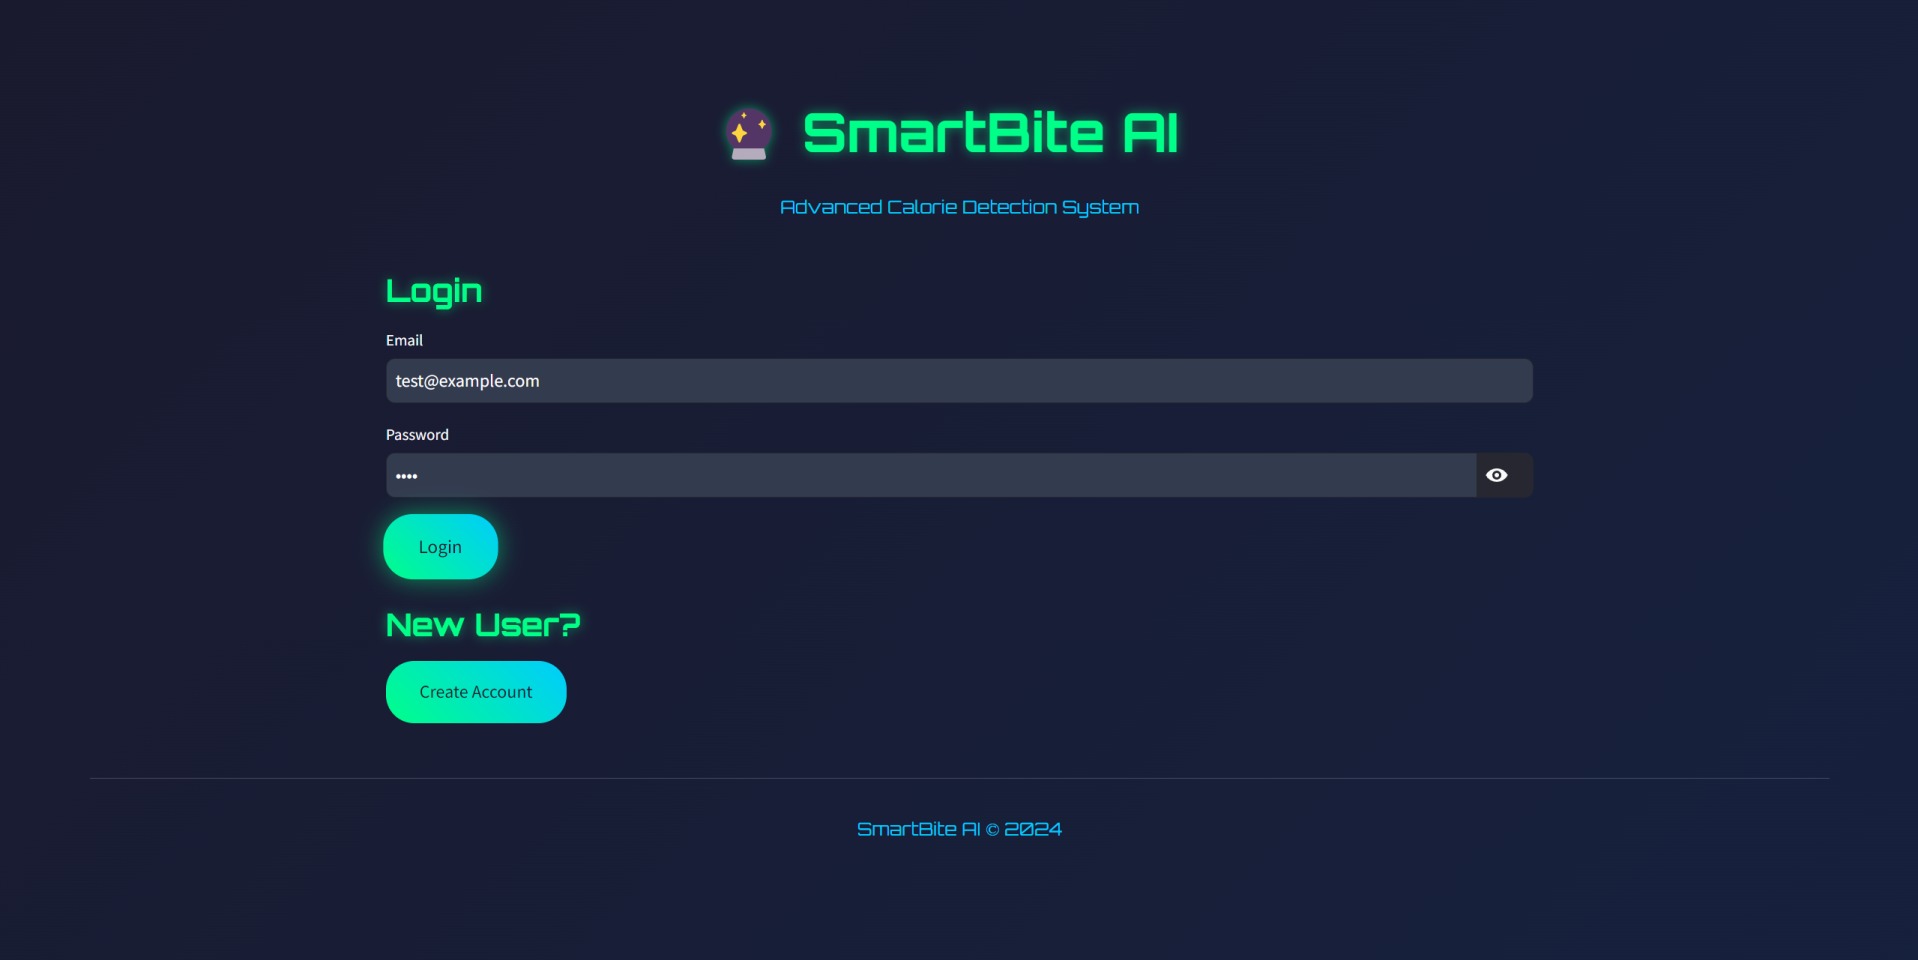 SmartBite AI
Advanced Calorie Detection System
Login
Email
test@example.com
Password
••••
Login
New User?
Create Account
SmartBite AI © 2024